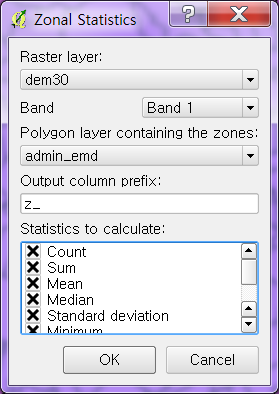 Zonal Statistics
?
Raster layer:
dem30
Band
Band 1
Polygon layer containing the zones:
admin_emd
Output column prefix:
z_
Statistics to calculate:
Count
Sum
Mean
Median
Standard deviation
Minimum
OK
Cancel